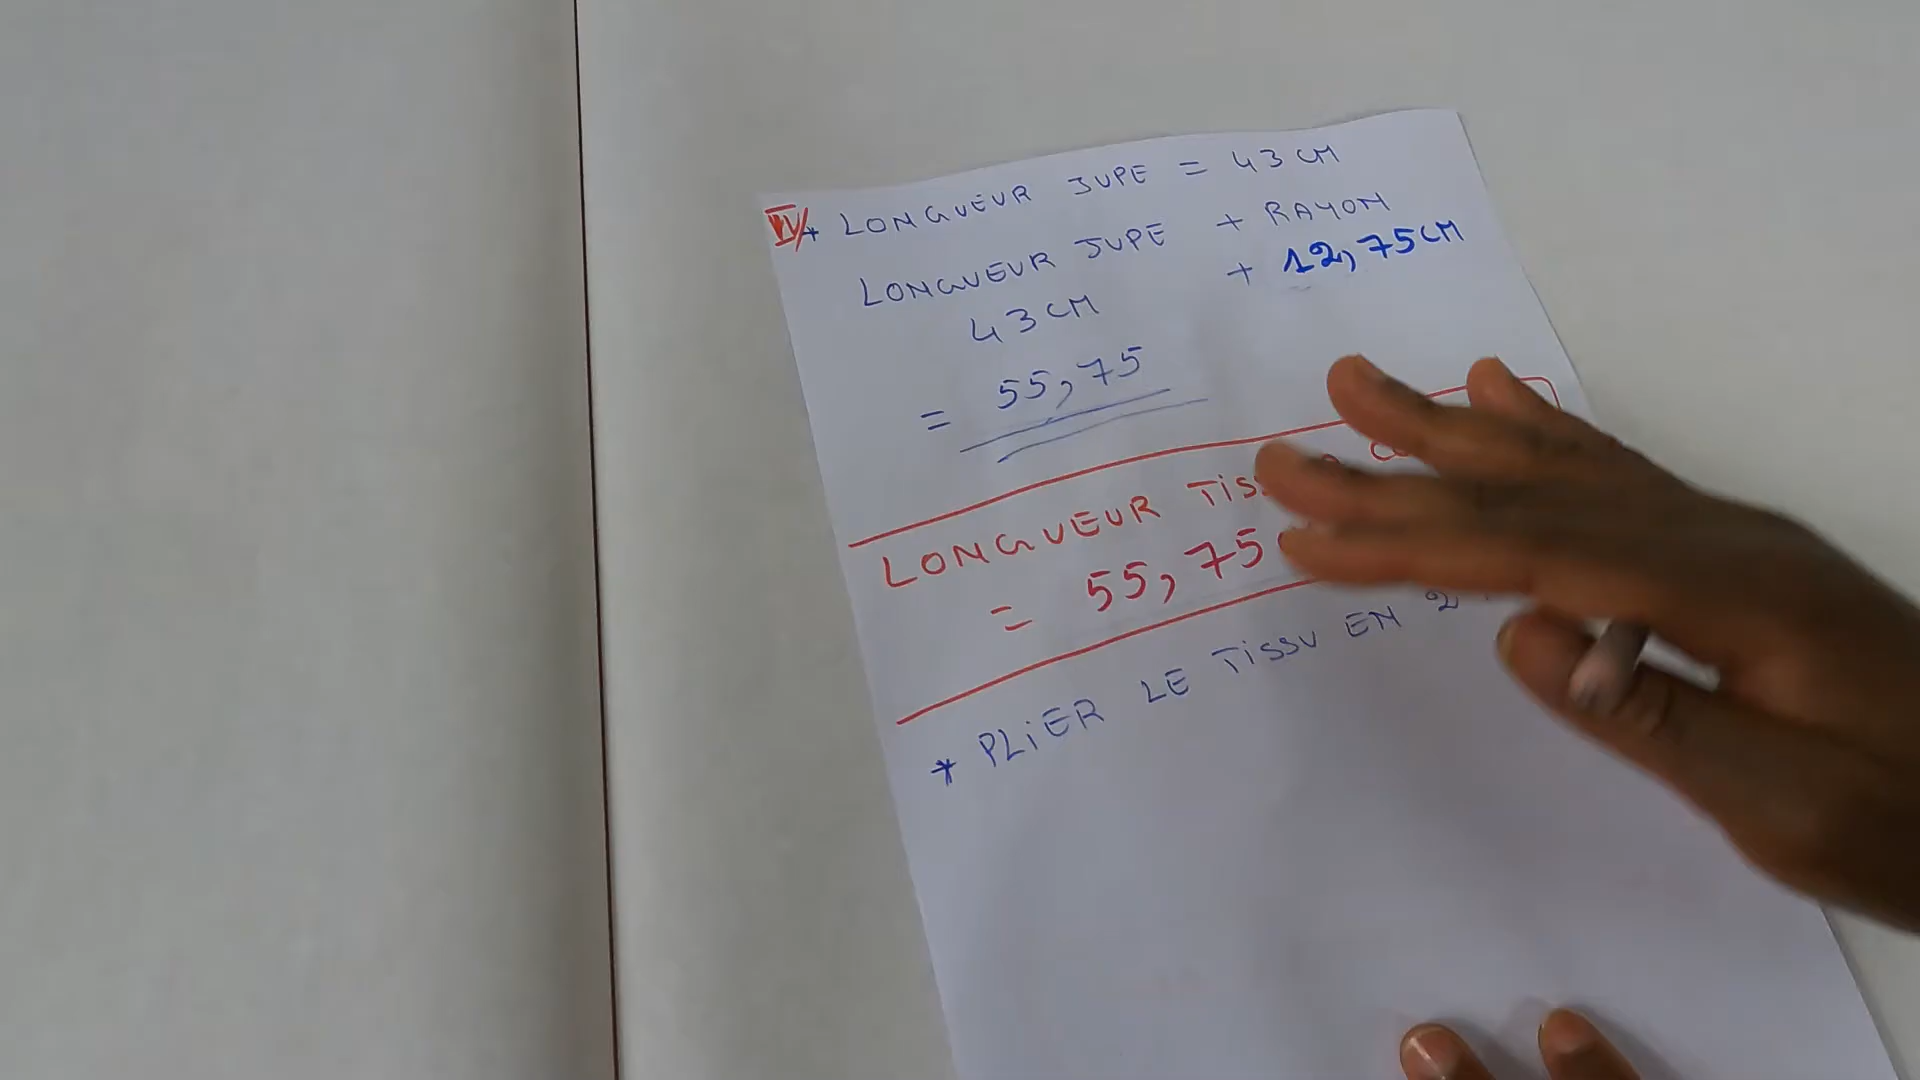 IV/* LONGUEUR JUPE = 43 CM
LONGUEUR JUPE + RAYON
43 CM + 12,75 CM
= 55,75
LONGUEUR
= 55,75
* PLIER LE TISSU EN 2